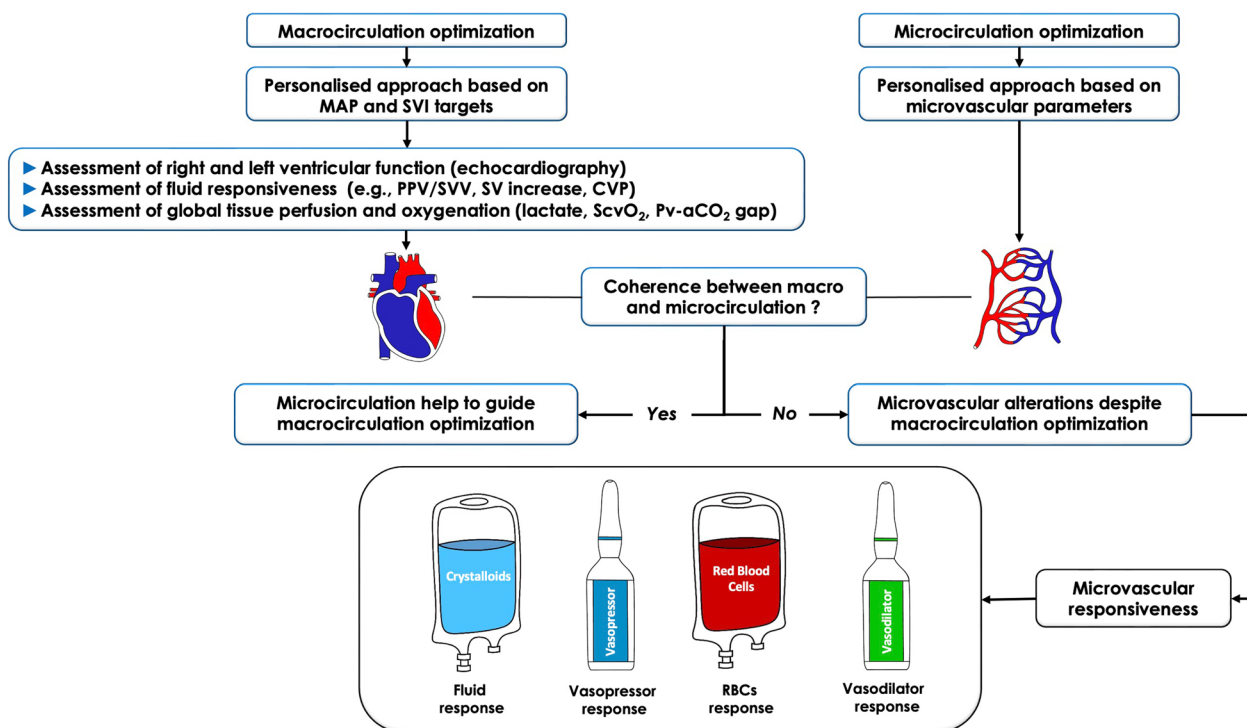 Macrocirculation optimization
Personalised approach based on
MAP and SVI targets
► Assessment of right and left ventricular function (echocardiography)
► Assessment of fluid responsiveness (e.g., PPV/SVV, SV increase, CVP)
► Assessment of global tissue perfusion and oxygenation (lactate, ScvO₂, Pv-aCO₂ gap)
Microcirculation optimization
Personalised approach based on
microvascular parameters
Coherence between macro
and microcirculation ?
Yes
No
Microcirculation help to guide
macrocirculation optimization
Microvascular alterations despite
macrocirculation optimization
Microvascular
responsiveness
Crystalloids
Vasopressor
Red Blood
Cells
Vasodilator
Fluid
response
Vasopressor
response
RBCs
response
Vasodilator
response